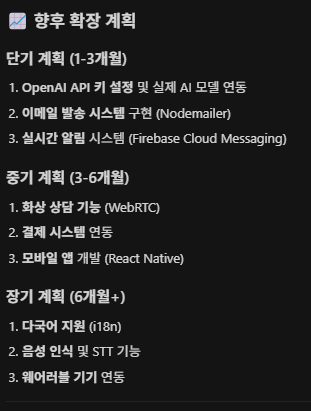 📈 향후 확장 계획
단기 계획 (1-3개월)
1. OpenAI API 키 설정 및 실제 AI 모델 연동
2. 이메일 발송 시스템 구현 (Nodemailer)
3. 실시간 알림 시스템 (Firebase Cloud Messaging)
중기 계획 (3-6개월)
1. 화상 상담 기능 (WebRTC)
2. 결제 시스템 연동
3. 모바일 앱 개발 (React Native)
장기 계획 (6개월+)
1. 다국어 지원 (i18n)
2. 음성 인식 및 STT 기능
3. 웨어러블 기기 연동